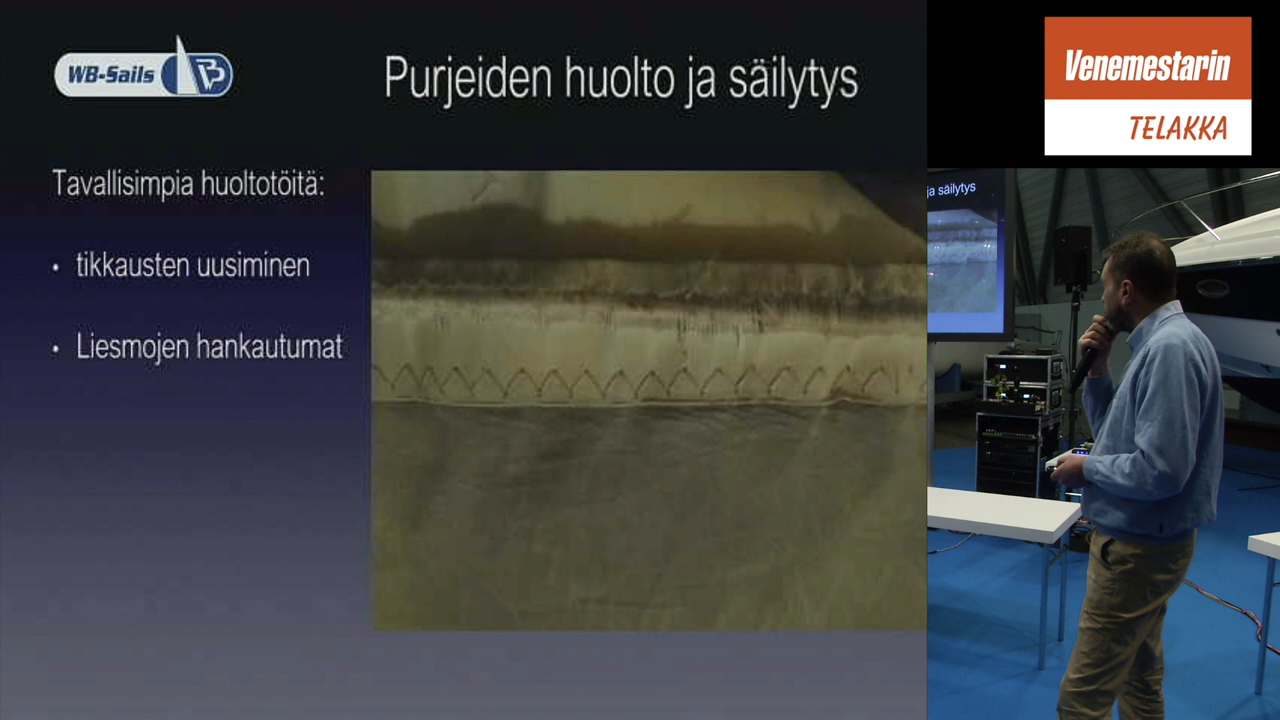 WB-Sails
Purjeiden huolto ja säilytys
Tavallisimpia huoltotöitä:
• tikkausten uusiminen
• Liesmojen hankautumat
Venemestarin
TELAKKA
ja säilytys